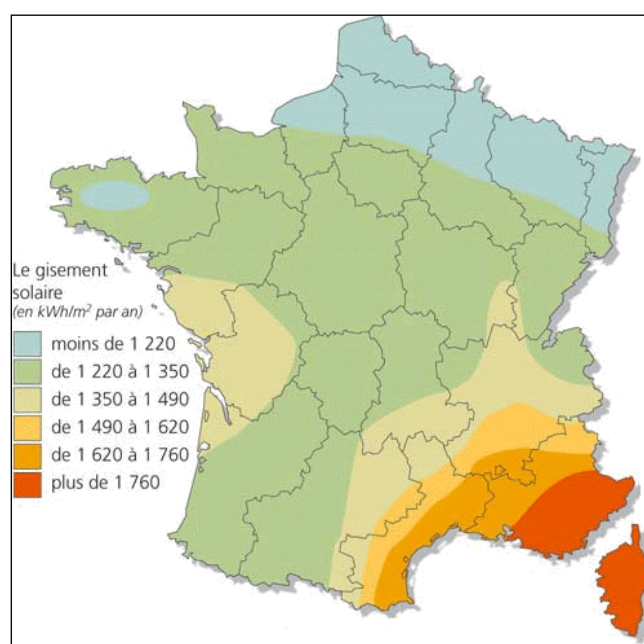 Le gisement
solaire
(en kWh/m² par an)
moins de 1 220
de 1 220 à 1 350
de 1 350 à 1 490
de 1 490 à 1 620
de 1 620 à 1 760
plus de 1 760